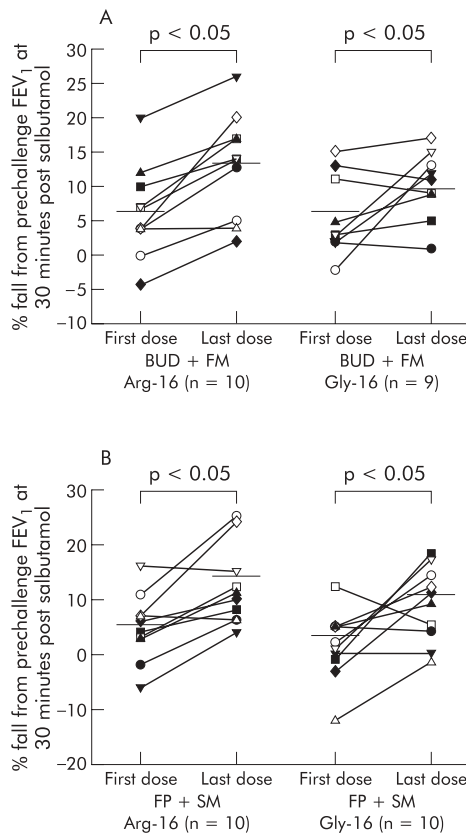 A
p < 0.05
p < 0.05
% fall from prechallenge FEV1 at
30 minutes post salbutamol
30
25
20
15
10
5
0
−5
−10
First dose Last dose
BUD + FM
Arg-16 (n = 10)
First dose Last dose
BUD + FM
Gly-16 (n = 9)
B
p < 0.05
p < 0.05
% fall from prechallenge FEV1 at
30 minutes post salbutamol
30
20
10
0
−10
−20
First dose Last dose
FP + SM
Arg-16 (n = 10)
First dose Last dose
FP + SM
Gly-16 (n = 10)